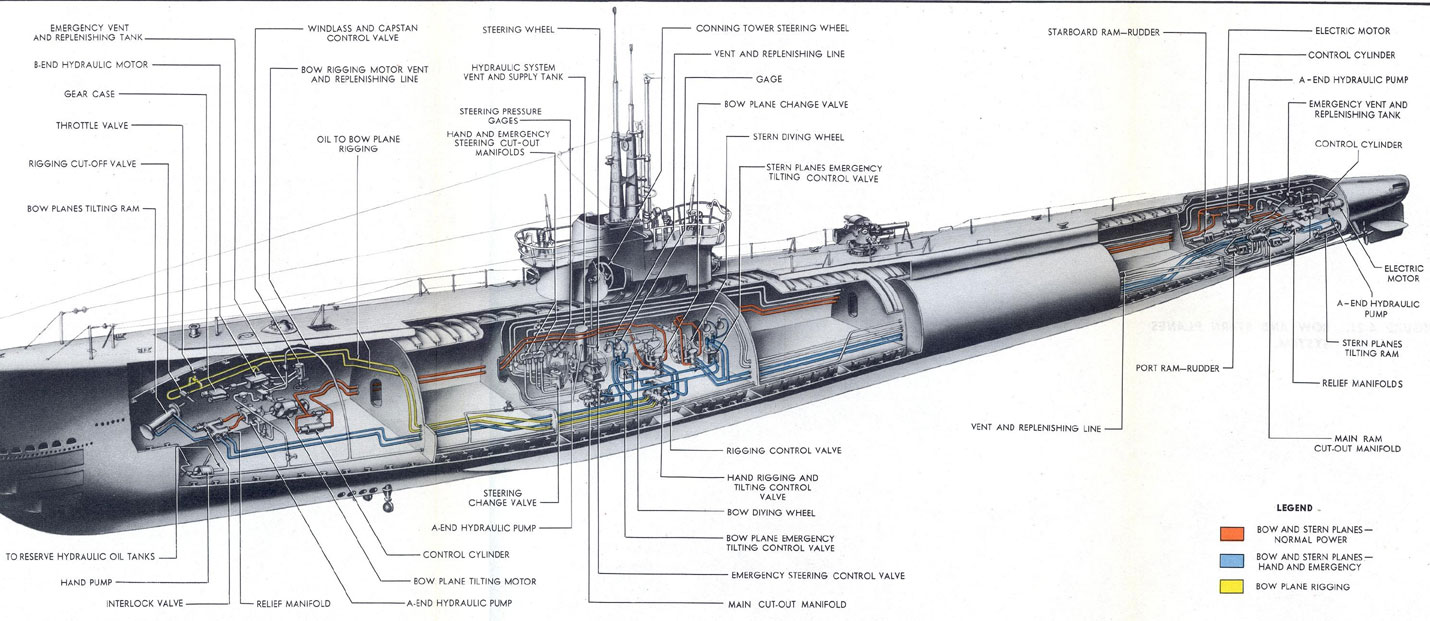 EMERGENCY VENT
AND REPLENISHING TANK
B-END HYDRAULIC MOTOR
GEAR CASE
THROTTLE VALVE
RIGGING CUT-OFF VALVE
BOW PLANES TILTING RAM
WINDLASS AND CAPSTAN
CONTROL VALVE
BOW RIGGING MOTOR VENT
AND REPLENISHING LINE
OIL TO BOW PLANE
RIGGING
STEERING WHEEL
HYDRAULIC SYSTEM
VENT AND SUPPLY TANK
STEERING PRESSURE
GAGES
HAND AND EMERGENCY
STEERING CUT-OUT
MANIFOLDS
CONNING TOWER STEERING WHEEL
VENT AND REPLENISHING LINE
GAGE
BOW PLANE CHANGE VALVE
STERN DIVING WHEEL
STERN PLANES EMERGENCY
TILTING CONTROL VALVE
STARBOARD RAM—RUDDER
ELECTRIC MOTOR
CONTROL CYLINDER
A-END HYDRAULIC PUMP
EMERGENCY VENT AND
REPLENISHING TANK
CONTROL CYLINDER
ELECTRIC
MOTOR
A-END HYDRAULIC
PUMP
STERN PLANES
TILTING RAM
PORT RAM—RUDDER
RELIEF MANIFOLDS
VENT AND REPLENISHING LINE
MAIN RAM
CUT-OUT MANIFOLD
RIGGING CONTROL VALVE
HAND RIGGING AND
TILTING CONTROL
VALVE
BOW DIVING WHEEL
BOW PLANE EMERGENCY
TILTING CONTROL VALVE
EMERGENCY STEERING CONTROL VALVE
MAIN CUT-OUT MANIFOLD
STEERING
CHANGE VALVE
A-END HYDRAULIC PUMP
CONTROL CYLINDER
BOW PLANE TILTING MOTOR
A-END HYDRAULIC PUMP
TO RESERVE HYDRAULIC OIL TANKS
HAND PUMP
INTERLOCK VALVE
RELIEF MANIFOLD
LEGEND
BOW AND STERN PLANES—
NORMAL POWER
BOW AND STERN PLANES—
HAND AND EMERGENCY
BOW PLANE RIGGING